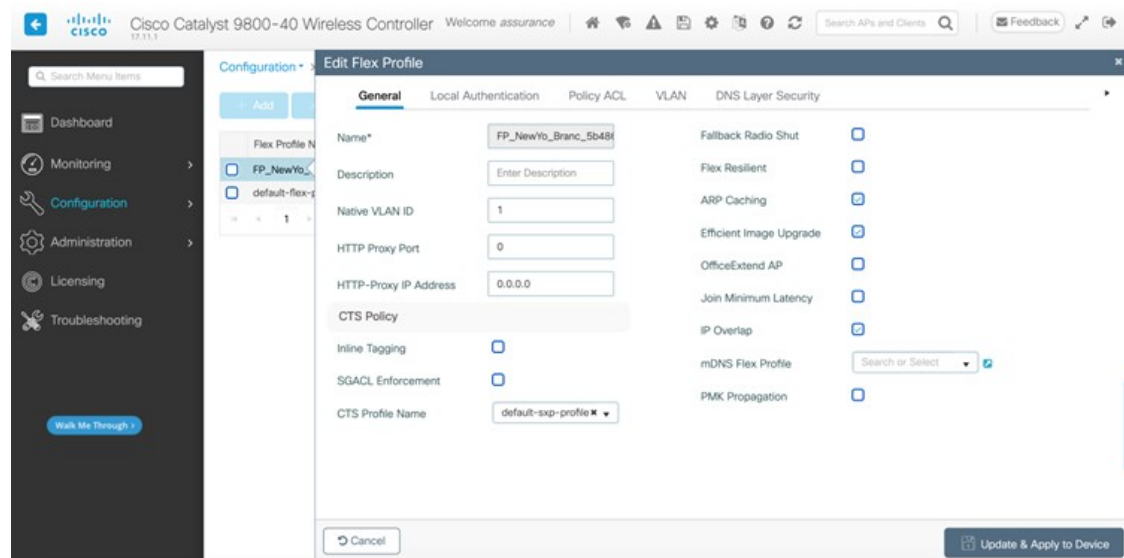 CISCO
Cisco Catalyst 9800-40 Wireless Controller
17.11.1
Welcome assurance
Search APs and Clients
Feedback
Search Menu Items
Dashboard
Monitoring
Configuration
Administration
Licensing
Troubleshooting
Walk Me Through
Configuration
Add
Flex Profile N
FP_NewYo_
default-flex-p
1
Edit Flex Profile
General
Local Authentication
Policy ACL
VLAN
DNS Layer Security
Name*
FP_NewYo_Branc_5b486
Description
Enter Description
Native VLAN ID
1
HTTP Proxy Port
0
HTTP-Proxy IP Address
0.0.0.0
CTS Policy
Inline Tagging
SGACL Enforcement
CTS Profile Name
default-sxp-profile
Fallback Radio Shut
Flex Resilient
ARP Caching
Efficient Image Upgrade
OfficeExtend AP
Join Minimum Latency
IP Overlap
mDNS Flex Profile
Search or Select
PMK Propagation
Cancel
Update & Apply to Device